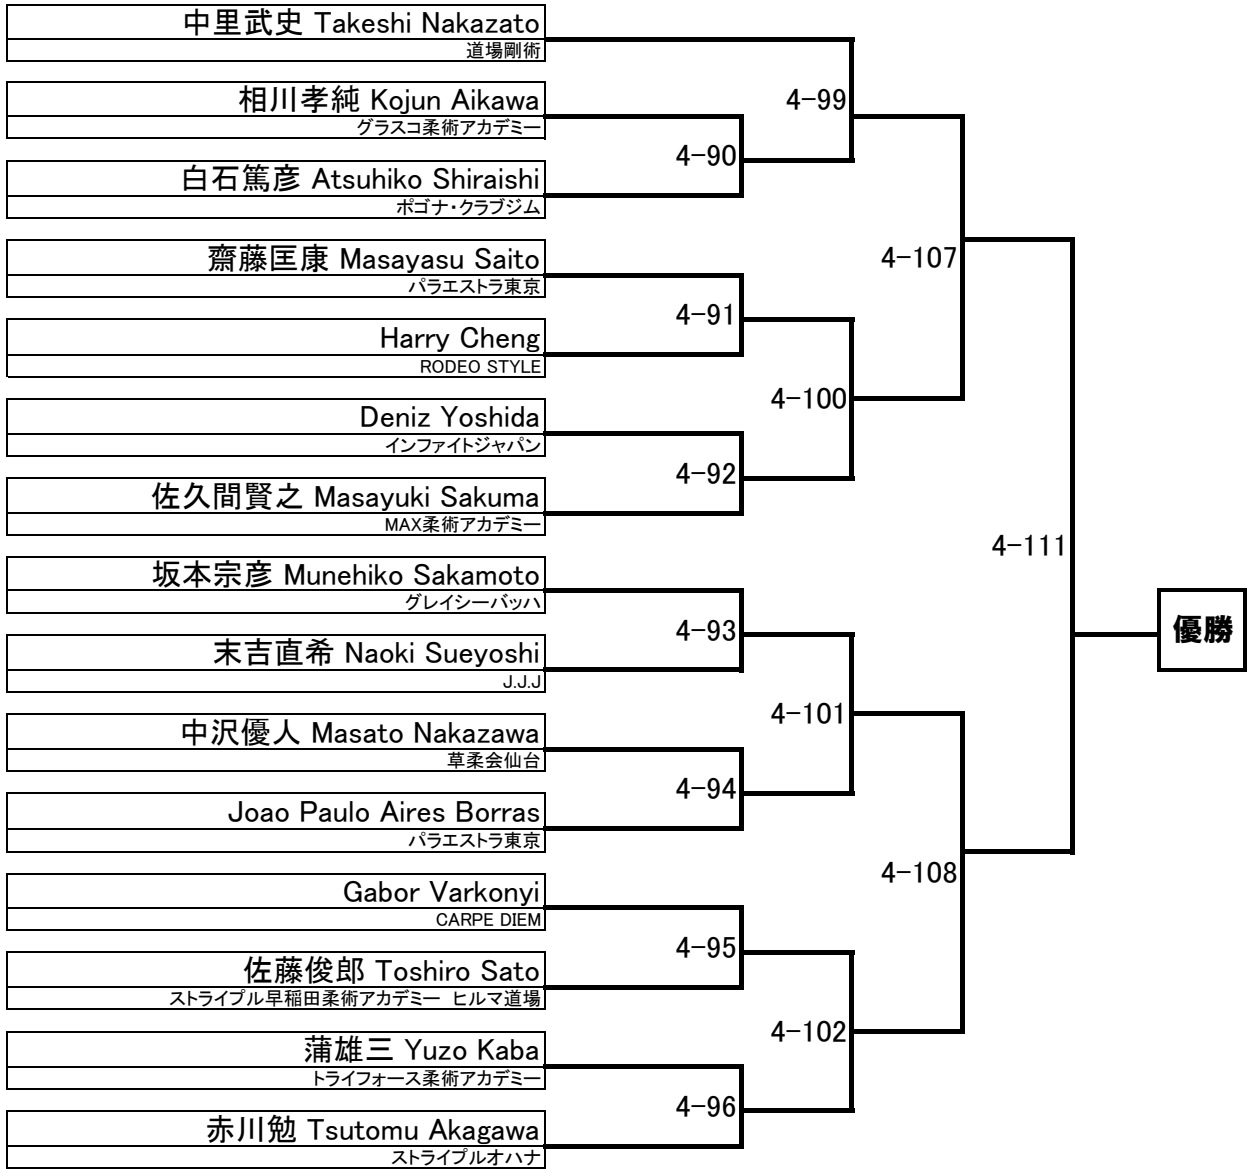 中里武史 Takeshi Nakazato
道場剛術
相川孝純 Kojun Aikawa
グラスコ柔術アカデミー
白石篤彦 Atsuhiko Shiraishi
ポゴナ・クラブジム
齋藤匡康 Masayasu Saito
パラエストラ東京
Harry Cheng
RODEO STYLE
Deniz Yoshida
インファイトジャパン
佐久間賢之 Masayuki Sakuma
MAX柔術アカデミー
坂本宗彦 Munehiko Sakamoto
グレイシーバッハ
末吉直希 Naoki Sueyoshi
J.J.J
中沢優人 Masato Nakazawa
草柔会仙台
Joao Paulo Aires Borras
パラエストラ東京
Gabor Varkonyi
CARPE DIEM
佐藤俊郎 Toshiro Sato
ストライプル早稲田柔術アカデミー ヒルマ道場
蒲雄三 Yuzo Kaba
トライフォース柔術アカデミー
赤川勉 Tsutomu Akagawa
ストライプルオハナ
4-90
4-91
4-92
4-93
4-94
4-95
4-96
4-99
4-100
4-101
4-102
4-107
4-108
4-111
優勝